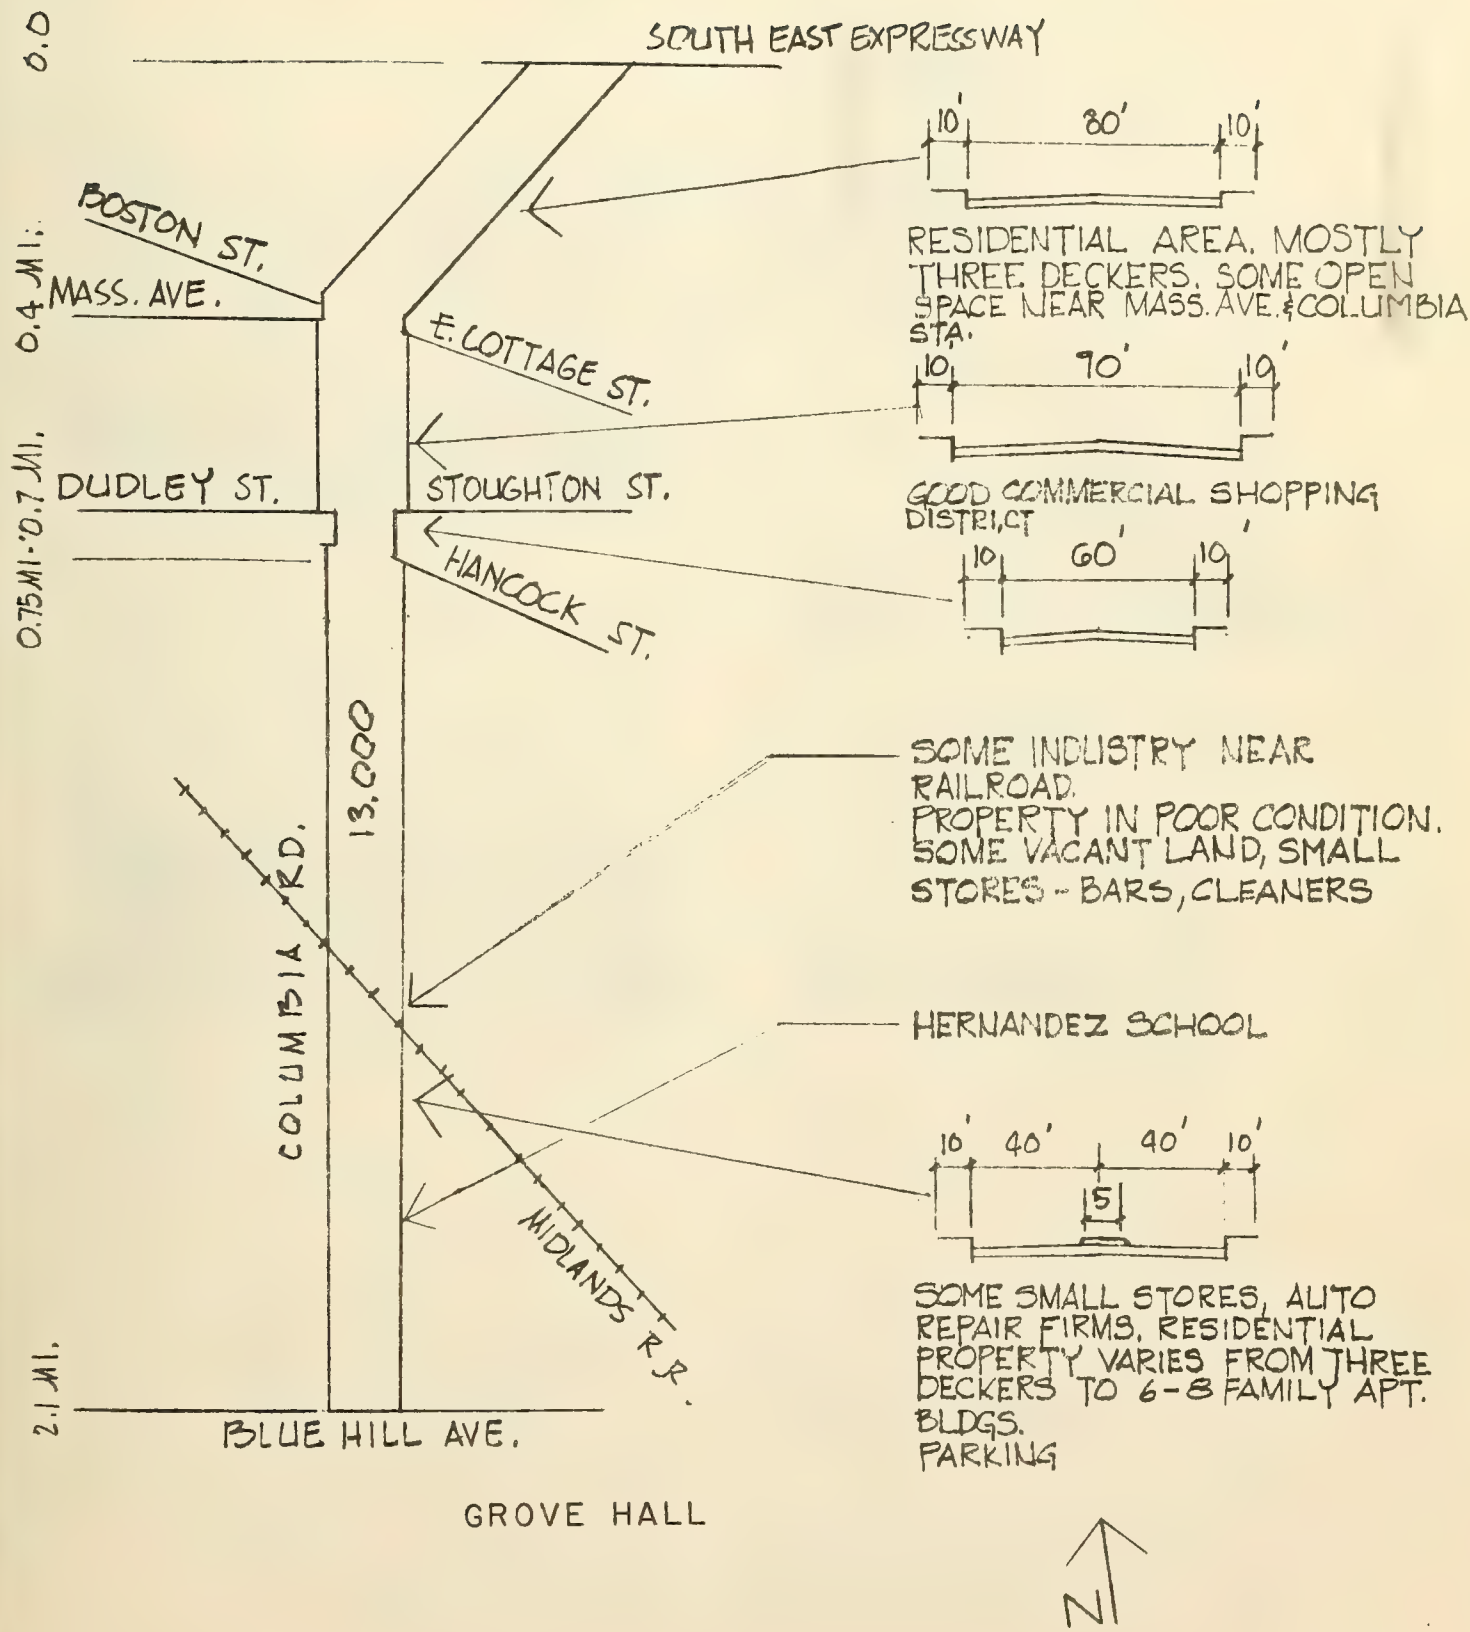 0.0
SOUTH EAST EXPRESSWAY
10' 80' 10'
BOSTON ST.
RESIDENTIAL AREA. MOSTLY
THREE DECKERS. SOME OPEN
SPACE NEAR MASS. AVE. & COLUMBIA
STA.
0.4 MI.
MASS. AVE.
E. COTTAGE ST.
10' 90' 10'
0.75 MI - 0.7 MI.
DUDLEY ST.
STOUGHTON ST.
GOOD COMMERCIAL SHOPPING
DISTRICT
HANCOCK ST.
10' 60' 10'
13,000
COLUMBIA RD.
SOME INDUSTRY NEAR
RAILROAD.
PROPERTY IN POOR CONDITION.
SOME VACANT LAND, SMALL
STORES - BARS, CLEANERS
HERNANDEZ SCHOOL
10' 40' 40' 10'
5
MIDLANDS R.R.
SOME SMALL STORES, AUTO
REPAIR FIRMS. RESIDENTIAL
PROPERTY VARIES FROM THREE
DECKERS TO 6-8 FAMILY APT.
BLDGS.
PARKING
2.1 MI.
BLUE HILL AVE.
GROVE HALL
N